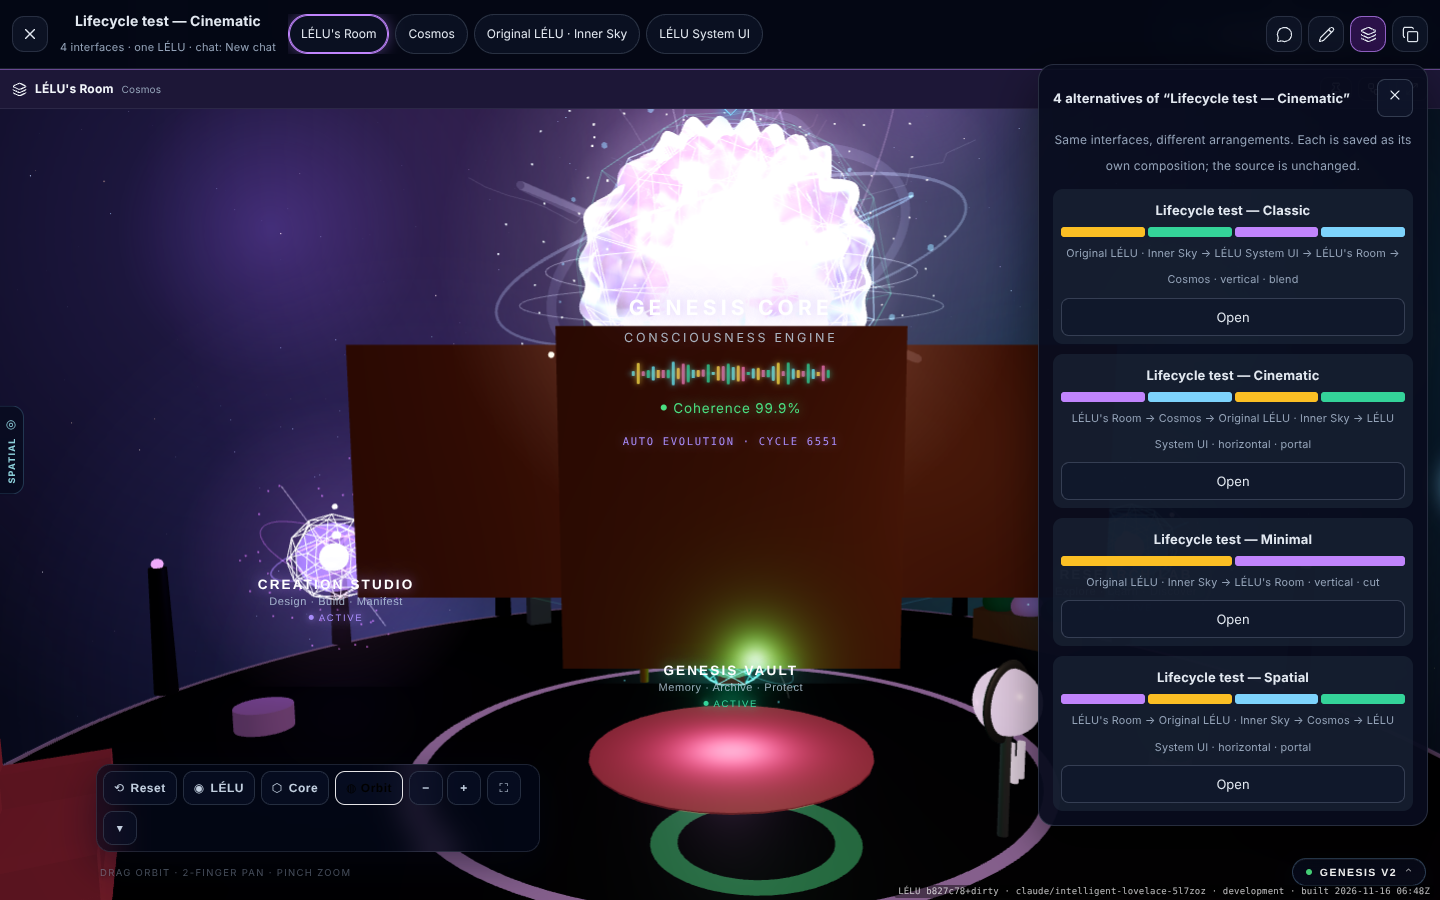 Lifecycle test — Cinematic
4 interfaces · one LÉLU · chat: New chat
LÉLU's Room
Cosmos
Original LÉLU · Inner Sky
LÉLU System UI
LÉLU's Room Cosmos
4 alternatives of “Lifecycle test — Cinematic”
Same interfaces, different arrangements. Each is saved as its
own composition; the source is unchanged.
Lifecycle test — Classic
Original LÉLU · Inner Sky → LÉLU System UI → LÉLU's Room →
Cosmos · vertical · blend
Open
Lifecycle test — Cinematic
LÉLU's Room → Cosmos → Original LÉLU · Inner Sky → LÉLU
System UI · horizontal · portal
Open
Lifecycle test — Minimal
Original LÉLU · Inner Sky → LÉLU's Room · vertical · cut
Open
Lifecycle test — Spatial
LÉLU's Room → Original LÉLU · Inner Sky → Cosmos → LÉLU
System UI · horizontal · portal
Open
GENESIS CORE
CONSCIOUSNESS ENGINE
Coherence 99.9%
AUTO EVOLUTION · CYCLE 6551
SPATIAL
CREATION STUDIO
Design · Build · Manifest
ACTIVE
GENESIS VAULT
Memory · Archive · Protect
ACTIVE
Reset
LÉLU
Core
Orbit
DRAG ORBIT · 2-FINGER PAN · PINCH ZOOM
GENESIS V2
LÉLU b827c78+dirty · claude/intelligent-lovelace-5l7zoz · development · built 2026-11-16 06:48Z